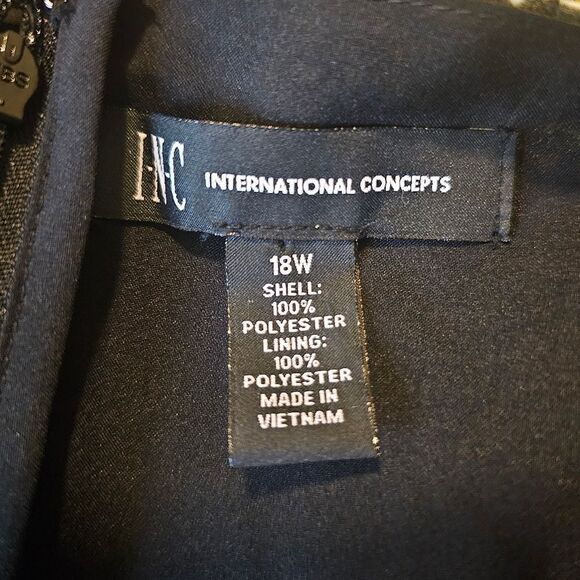 I·N·C INTERNATIONAL CONCEPTS
18W
SHELL:
100%
POLYESTER
LINING:
100%
POLYESTER
MADE IN
VIETNAM